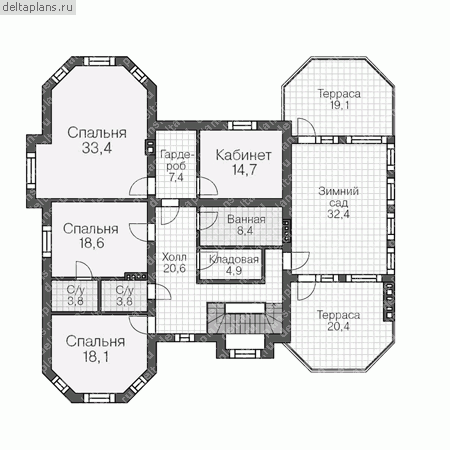 deltaplans.ru
Терраса
19,1
Спальня
33,4
Гарде-
роб
7,4
Кабинет
14,7
Зимний
сад
32,4
Спальня
18,6
Ванная
8,4
Холл
20,6
Кладовая
4,9
С/у
3,8
С/у
3,8
Терраса
20,4
Спальня
18,1